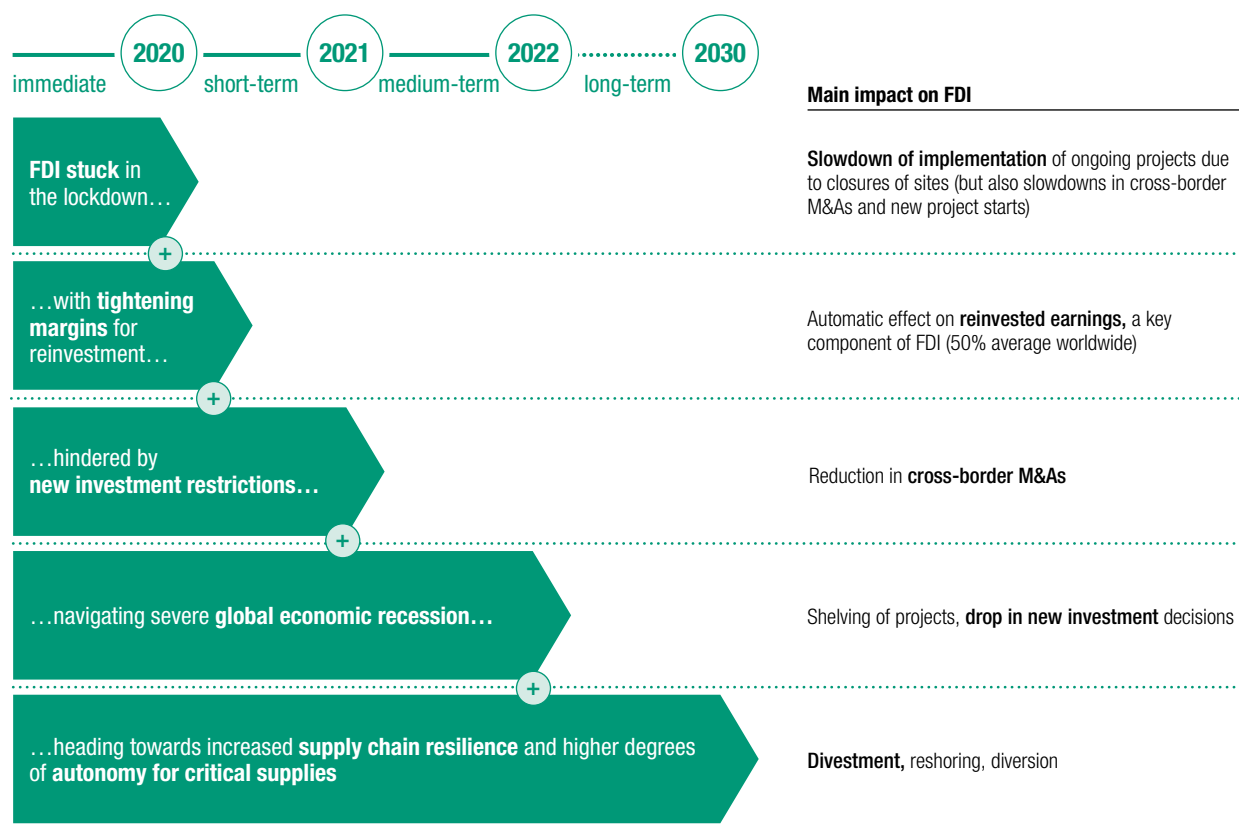 2020
2021
2022
2030
immediate
short-term
medium-term
long-term
Main impact on FDI
FDI stuck in
the lockdown…
Slowdown of implementation of ongoing projects due
to closures of sites (but also slowdowns in cross-border
M&As and new project starts)
+
…with tightening
margins for
reinvestment…
Automatic effect on reinvested earnings, a key
component of FDI (50% average worldwide)
+
…hindered by
new investment restrictions…
Reduction in cross-border M&As
+
…navigating severe global economic recession…
Shelving of projects, drop in new investment decisions
+
…heading towards increased supply chain resilience and higher degrees
of autonomy for critical supplies
Divestment, reshoring, diversion